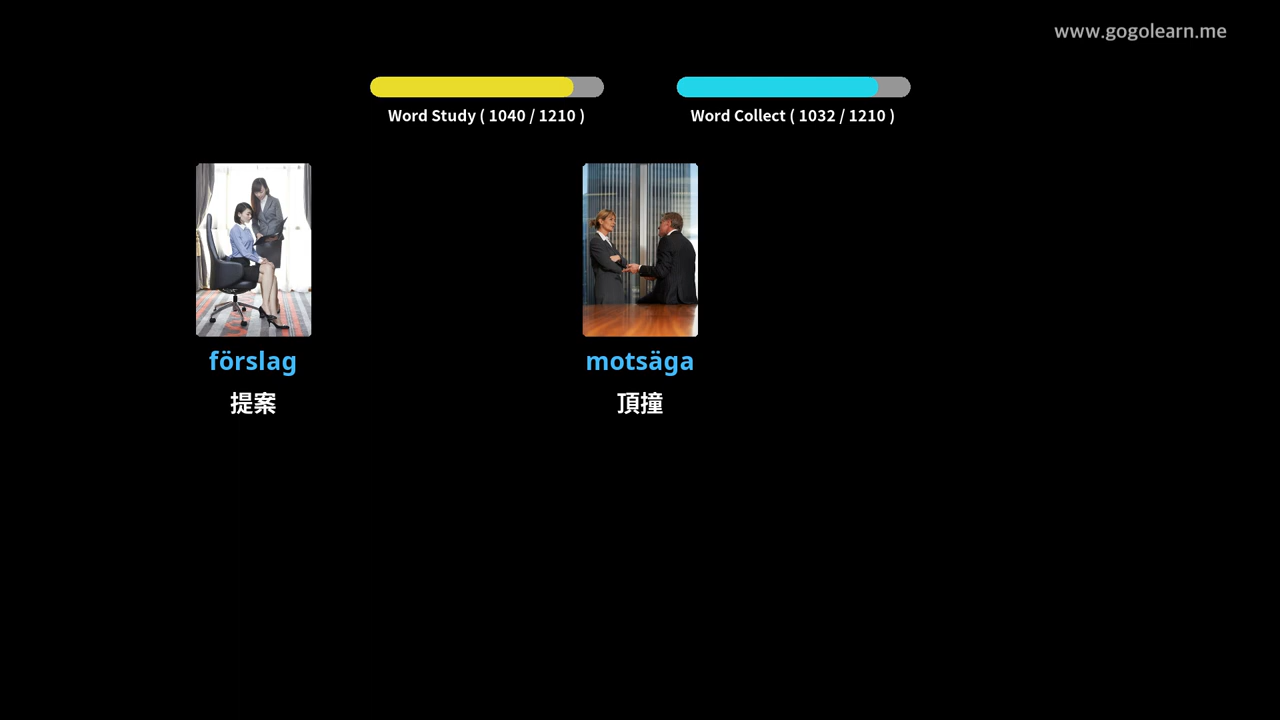 www.gogolearn.me
Word Study ( 1040 / 1210 )
Word Collect ( 1032 / 1210 )
förslag
motsäga
提案
頂撞